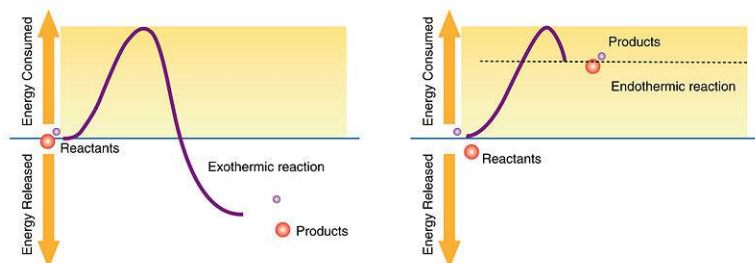 Energy Consumed
Energy Released
Reactants
Exothermic reaction
Products
Energy Consumed
Energy Released
Products
Endothermic reaction
Reactants